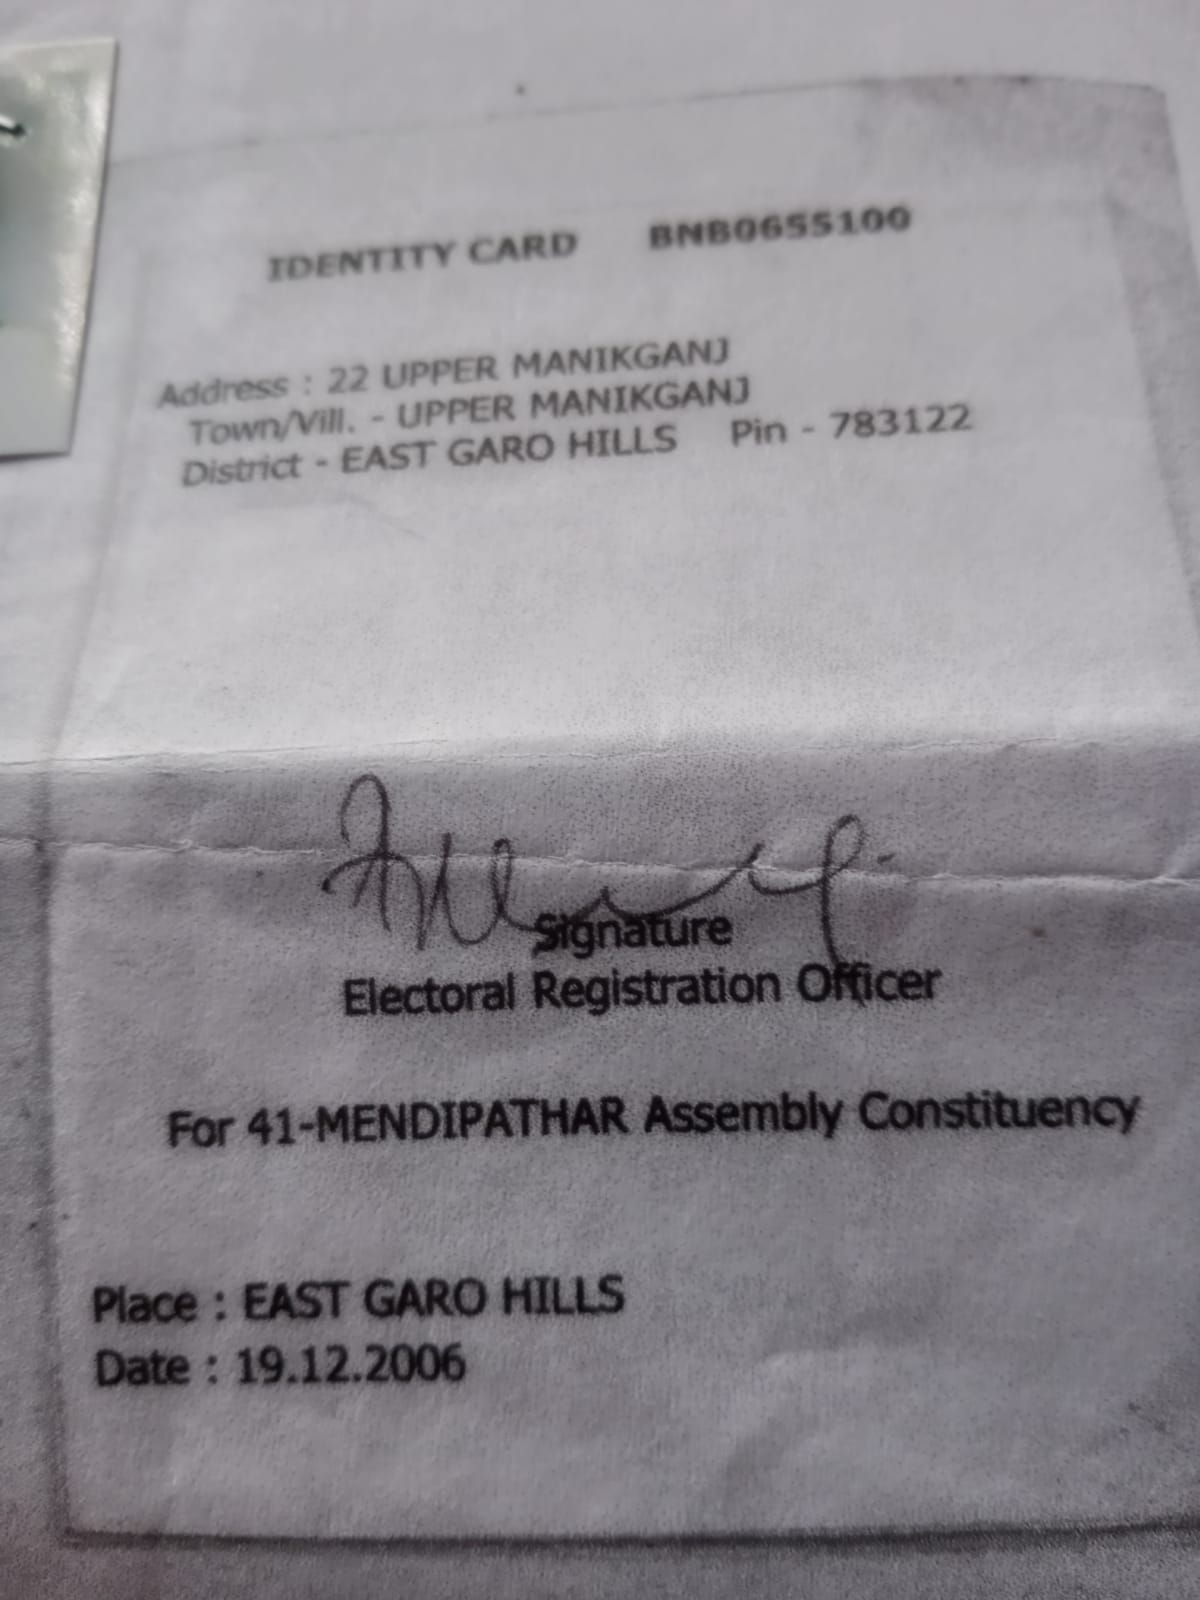 IDENTITY CARD BNB0655100
Address : 22 UPPER MANIKGANJ
Town/Vill. - UPPER MANIKGANJ
District - EAST GARO HILLS Pin - 783122
Signature
Electoral Registration Officer
For 41-MENDIPATHAR Assembly Constituency
Place : EAST GARO HILLS
Date : 19.12.2006